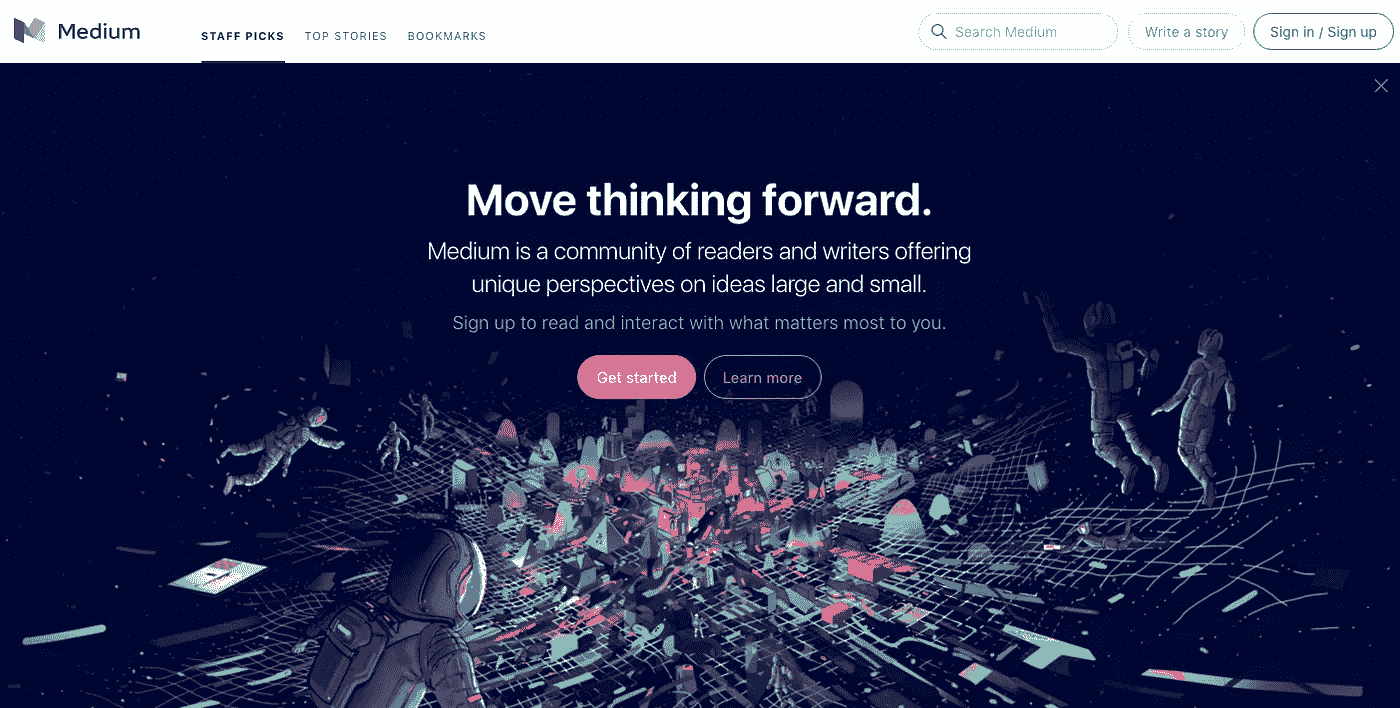 Medium
STAFF PICKS
TOP STORIES
BOOKMARKS
Search Medium
Write a story
Sign in / Sign up
Move thinking forward.
Medium is a community of readers and writers offering
unique perspectives on ideas large and small.
Sign up to read and interact with what matters most to you.
Get started
Learn more